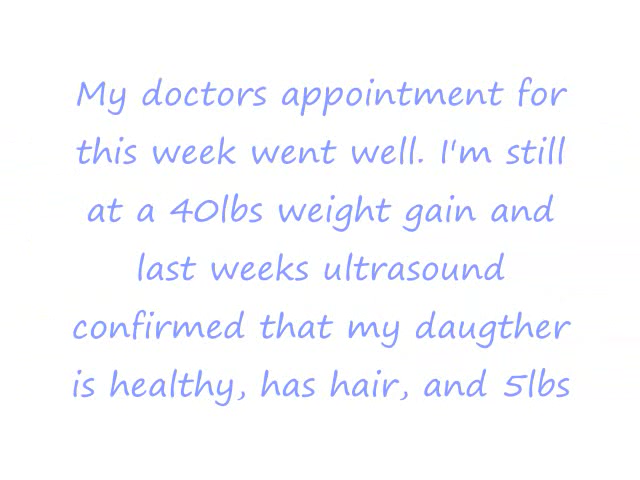 My doctors appointment for
this week went well. I'm still
at a 40lbs weight gain and
last weeks ultrasound
confirmed that my daugther
is healthy, has hair, and 5lbs